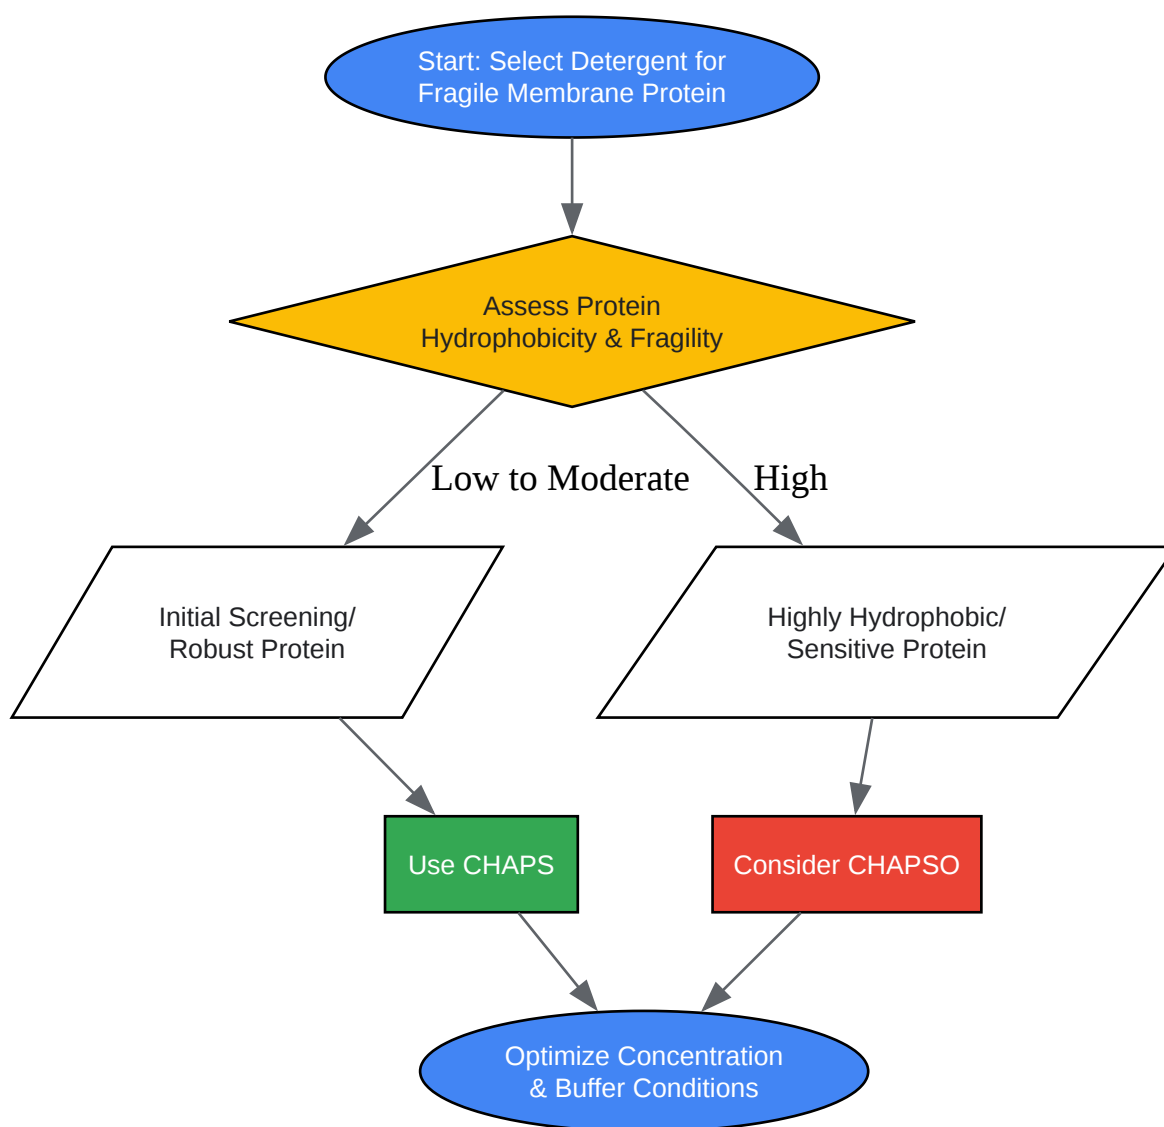 Start: Select Detergent for
Fragile Membrane Protein
Assess Protein
Hydrophobicity & Fragility
Low to Moderate
High
Initial Screening/
Robust Protein
Highly Hydrophobic/
Sensitive Protein
Use CHAPS
Consider CHAPSO
Optimize Concentration
& Buffer Conditions